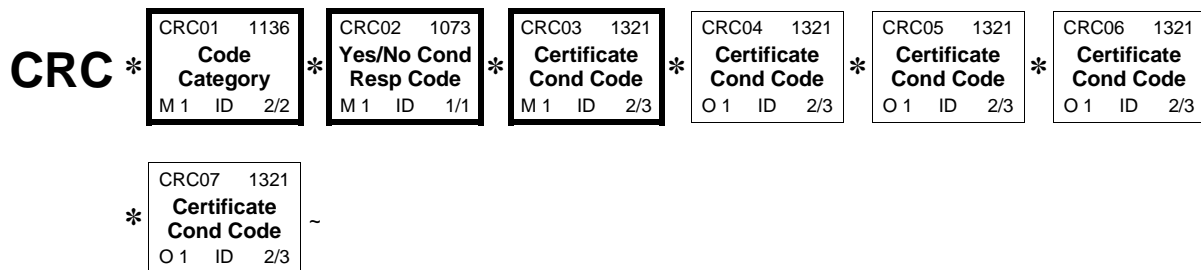 CRC01 1136 CRC02 1073 CRC03 1321 CRC04 1321 CRC05 1321 CRC06 1321
CRC * Code Category * Yes/No Cond Resp Code * Certificate Cond Code * Certificate Cond Code * Certificate Cond Code * Certificate Cond Code
M 1 ID 2/2 M 1 ID 1/1 M 1 ID 2/3 O 1 ID 2/3 O 1 ID 2/3 O 1 ID 2/3
CRC07 1321
* Certificate Cond Code ~
O 1 ID 2/3